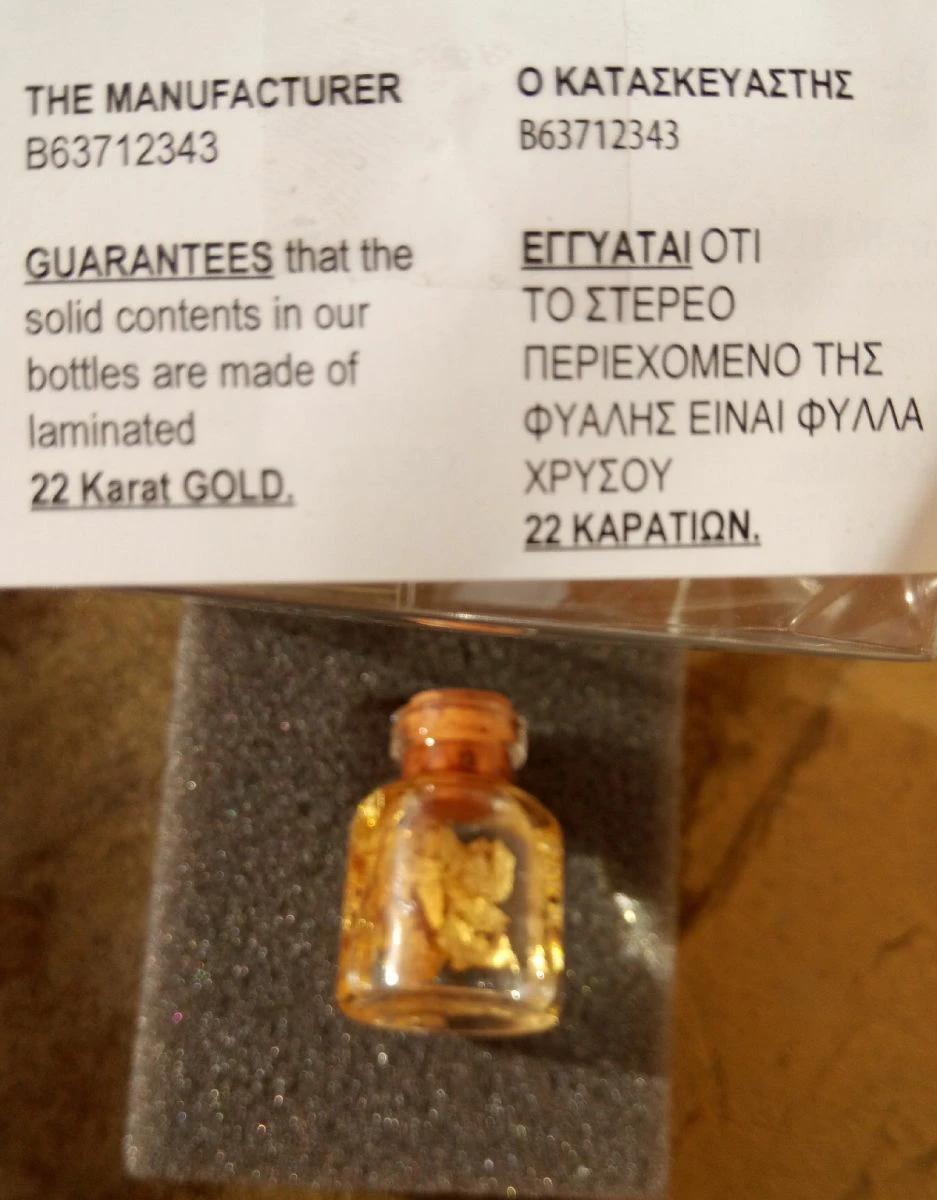 THE MANUFACTURER
B63712343
GUARANTEES that the
solid contents in our
bottles are made of
laminated
22 Karat GOLD.
Ο ΚΑΤΑΣΚΕΥΑΣΤΗΣ
B63712343
ΕΓΓΥΑΤΑΙ ΟΤΙ
ΤΟ ΣΤΕΡΕΟ
ΠΕΡΙΕΧΟΜΕΝΟ ΤΗΣ
ΦΥΑΛΗΣ ΕΙΝΑΙ ΦΥΛΛΑ
ΧΡΥΣΟΥ
22 ΚΑΡΑΤΙΩΝ.